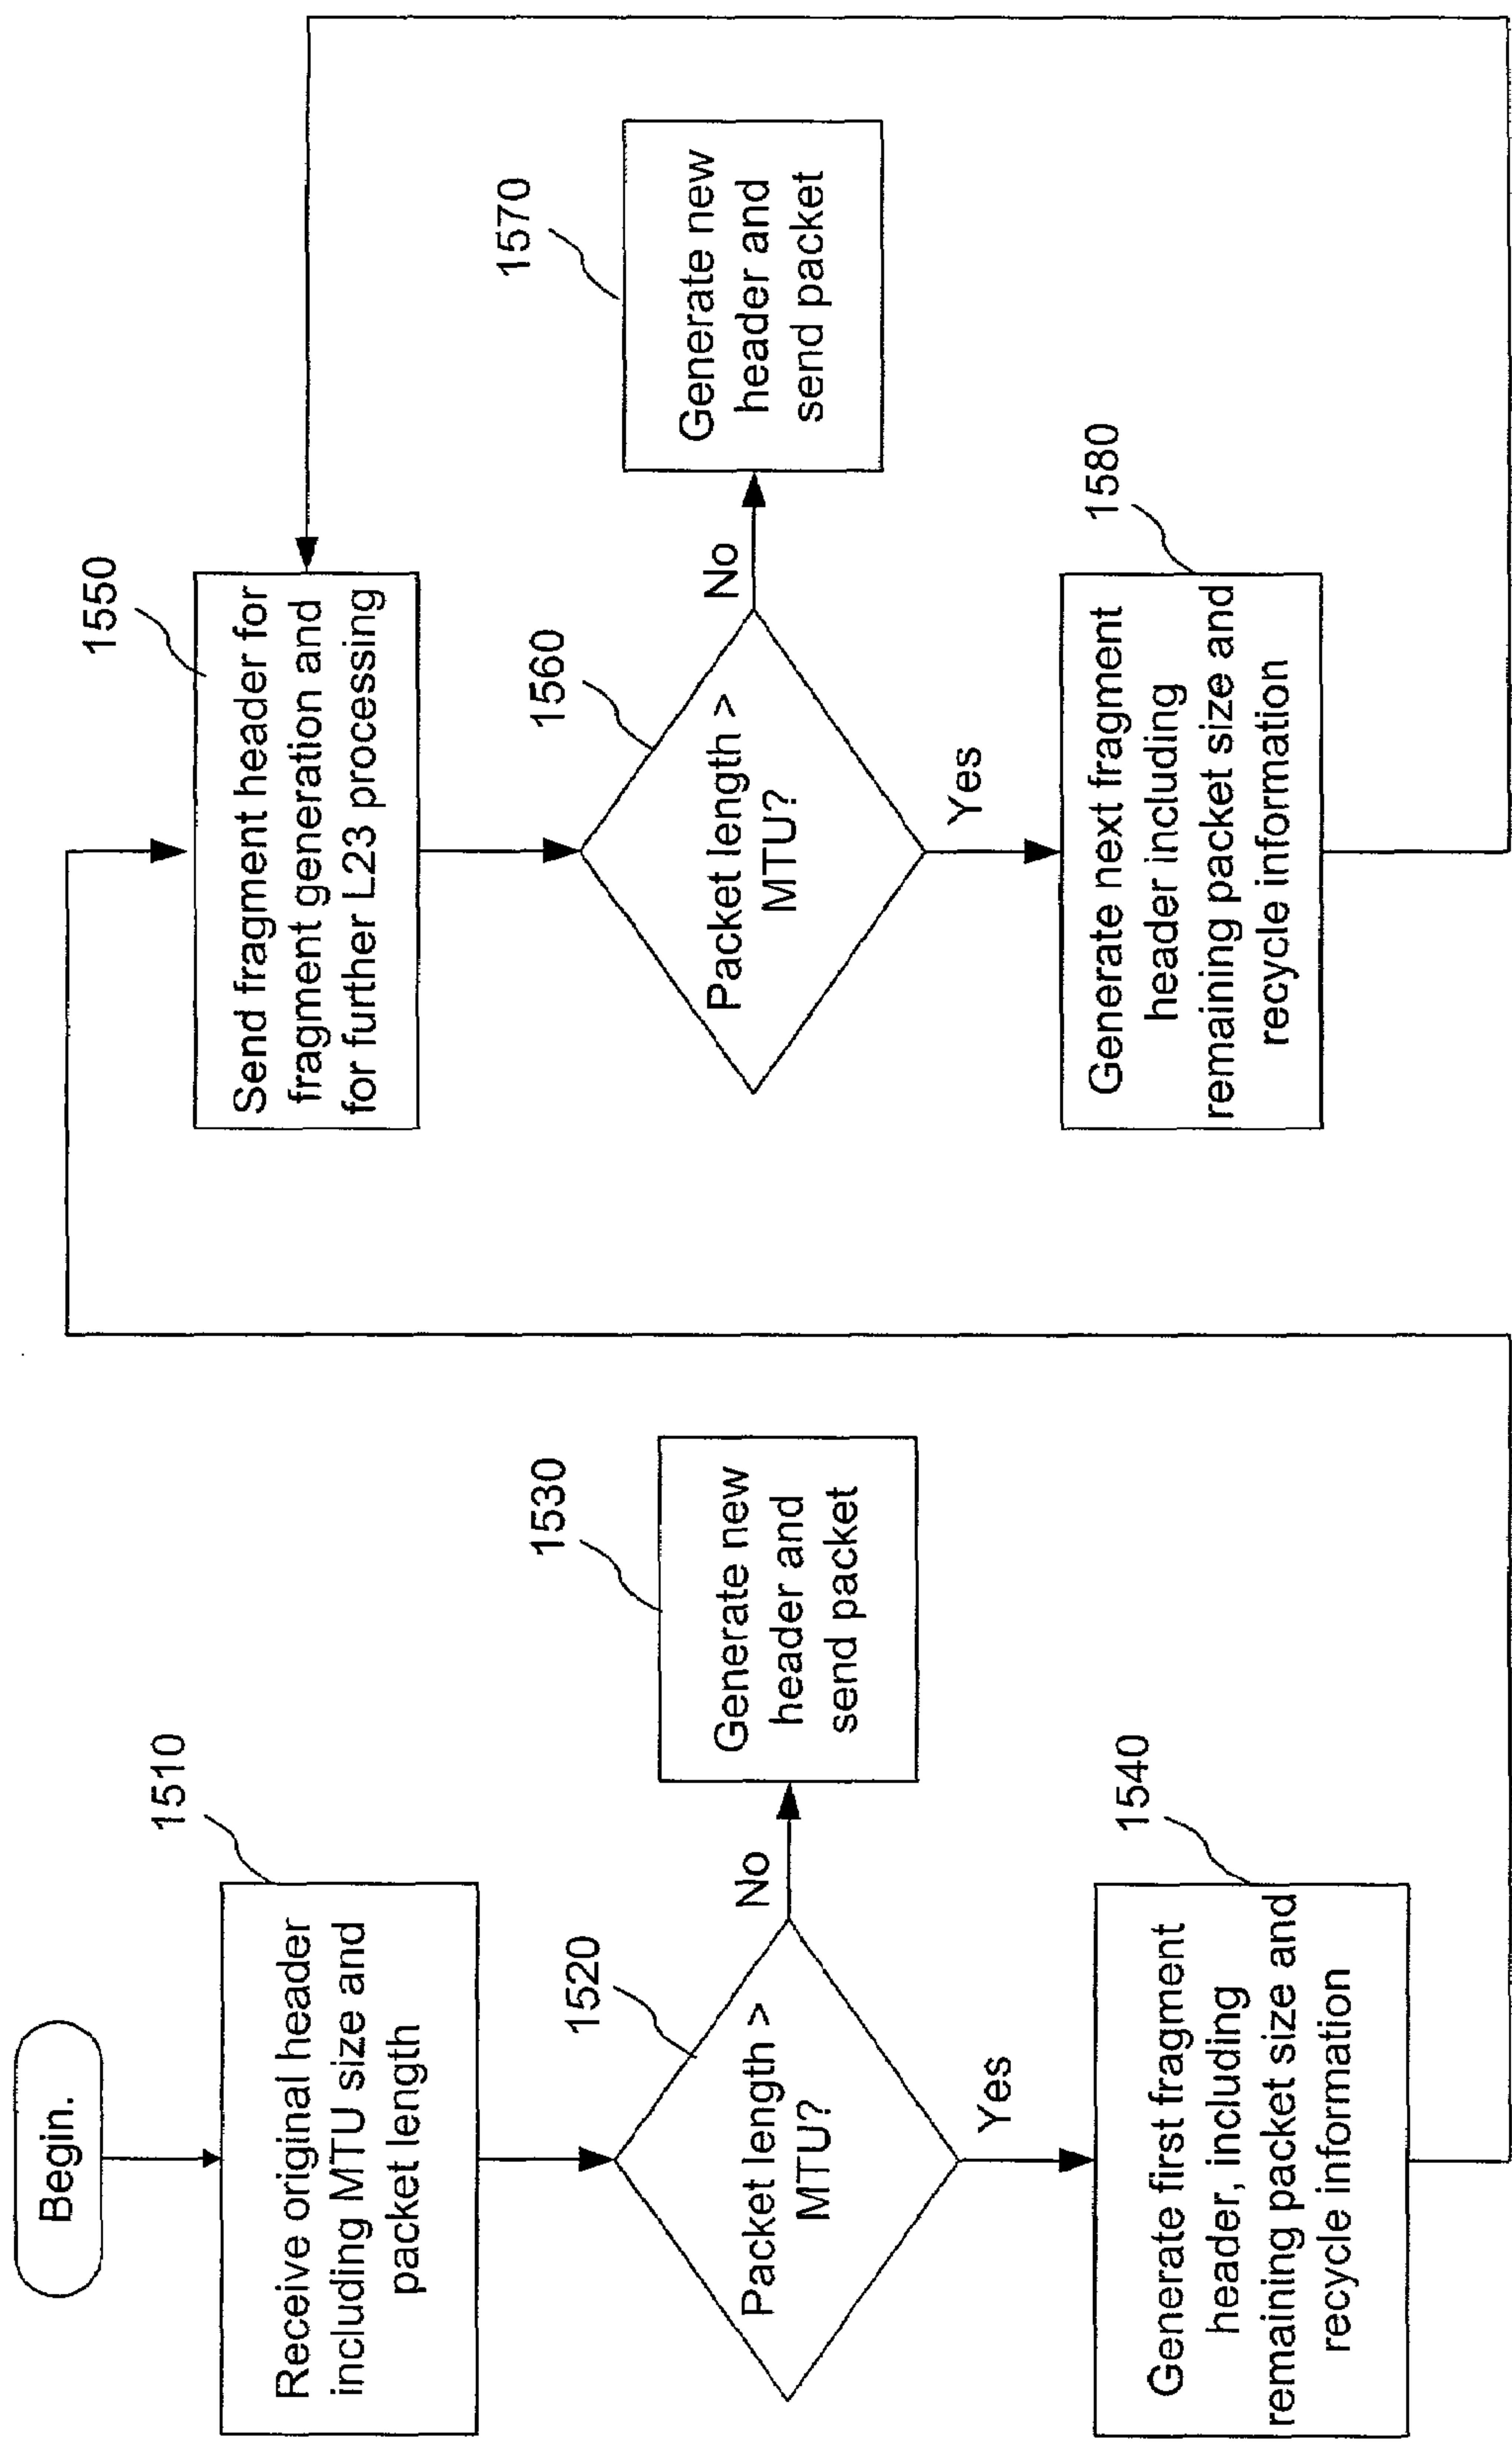 Begin.
1510
Receive original header
including MTU size and
packet length
1520
Packet length >
MTU?
No
1530
Generate new
header and
send packet
Yes
1540
Generate first fragment
header, including
remaining packet size and
recycle information
1550
Send fragment header for
fragment generation and
for further L23 processing
1560
Packet length >
MTU?
No
1570
Generate new
header and
send packet
Yes
1580
Generate next fragment
header including
remaining packet size and
recycle information